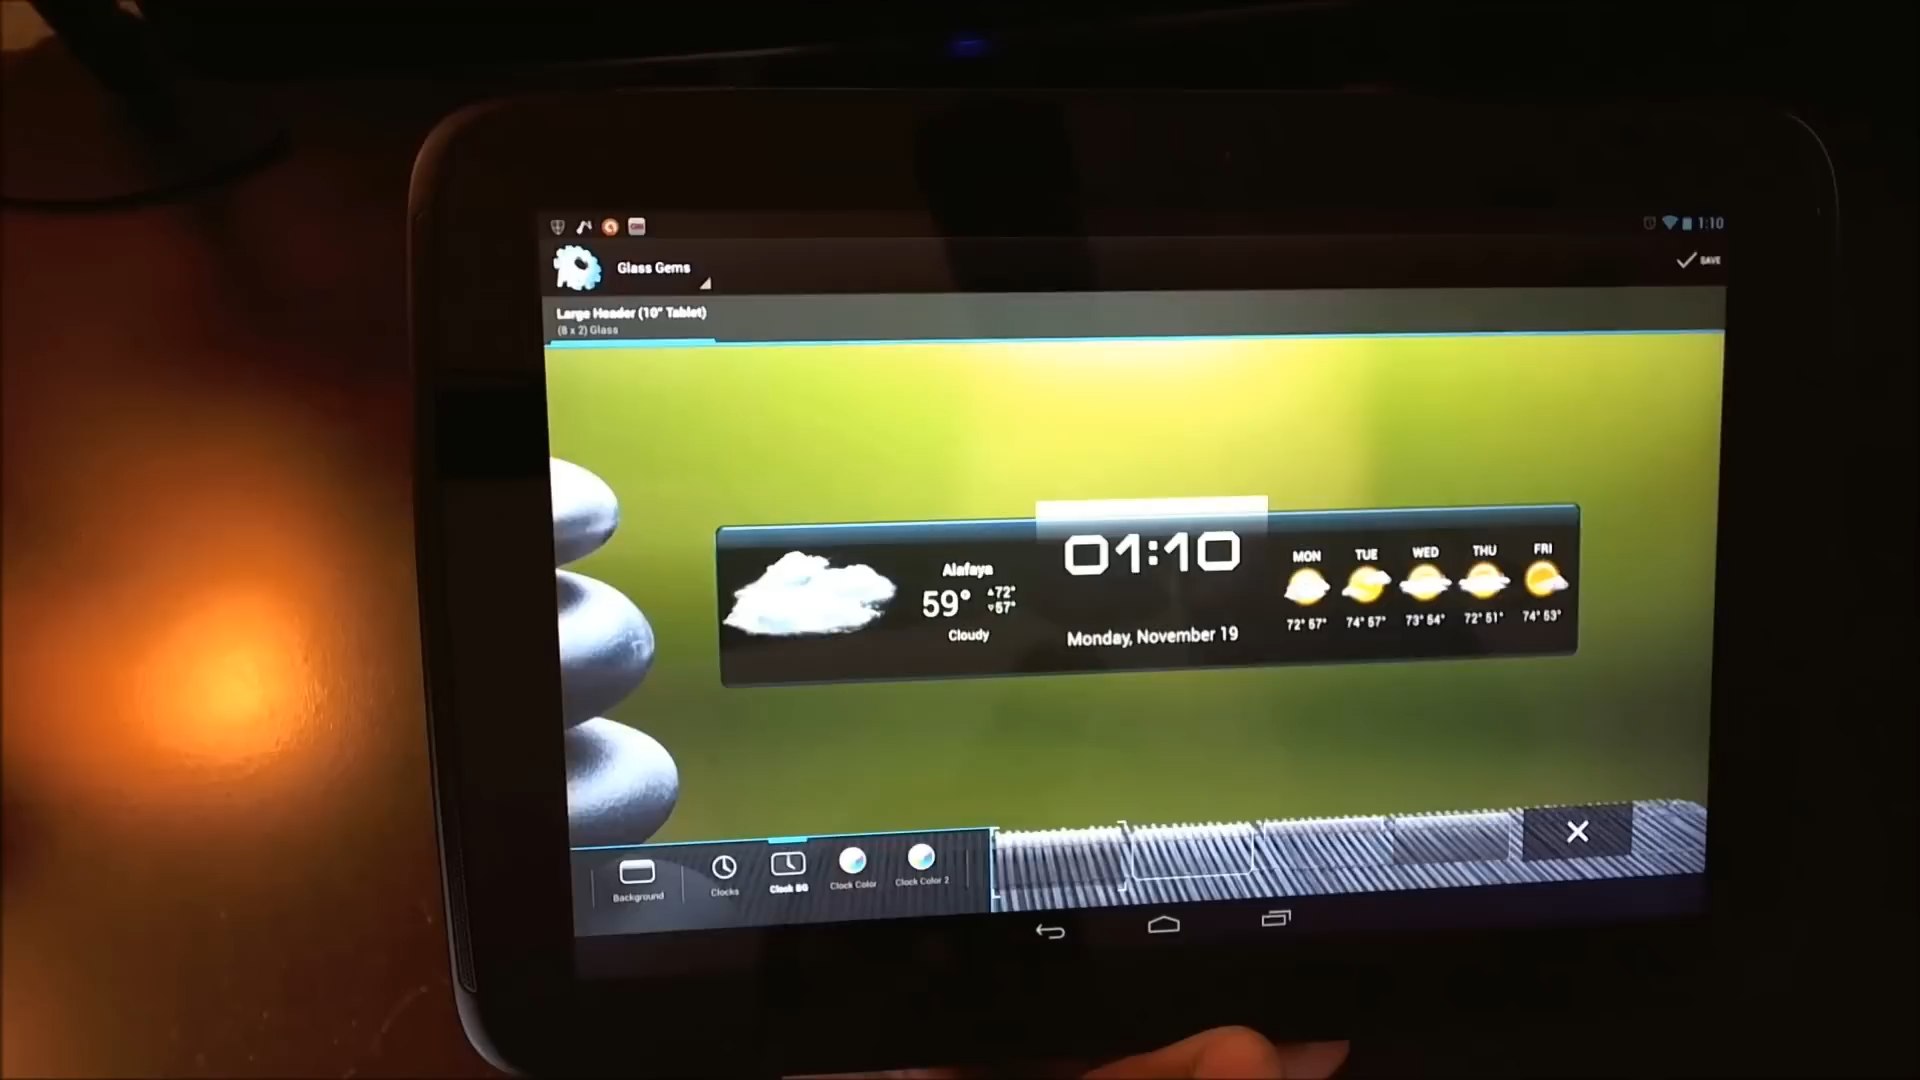 1:10
Glass Gems
SAVE
Large Header (10" Tablet)
(8 x 2) Glass
Alafaya
59°
72°
57°
Cloudy
01:10
Monday, November 19
MON TUE WED THU FRI
72° 57° 74° 57° 73° 54° 72° 51° 74° 53°
Background
Clocks
Clock BG
Clock Color
Clock Color 2